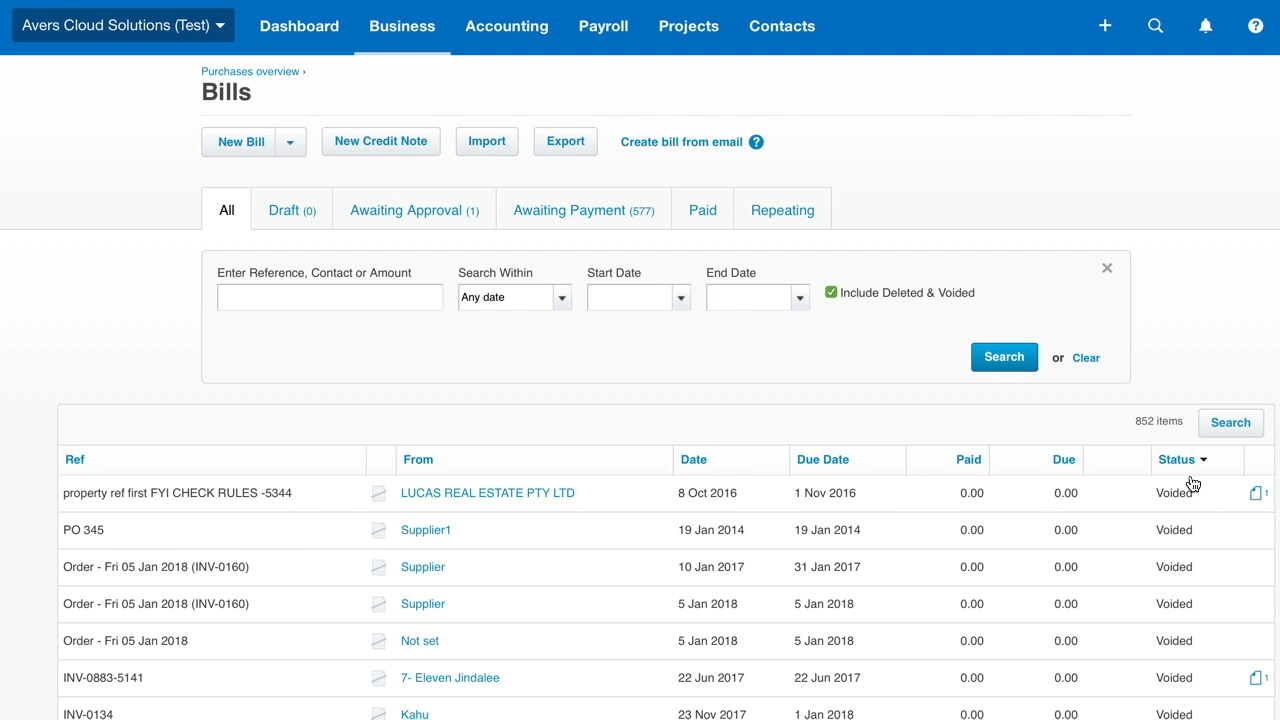 Avers Cloud Solutions (Test) Dashboard Business Accounting Payroll Projects Contacts
Purchases overview ›
Bills
New Bill New Credit Note Import Export Create bill from email ?
All Draft (0) Awaiting Approval (1) Awaiting Payment (577) Paid Repeating
Enter Reference, Contact or Amount Search Within Start Date End Date
Any date Include Deleted & Voided
Search or Clear
852 items Search
Ref From Date Due Date Paid Due Status
property ref first FYI CHECK RULES -5344 LUCAS REAL ESTATE PTY LTD 8 Oct 2016 1 Nov 2016 0.00 0.00 Voided 1
PO 345 Supplier1 19 Jan 2014 19 Jan 2014 0.00 0.00 Voided
Order - Fri 05 Jan 2018 (INV-0160) Supplier 10 Jan 2017 31 Jan 2017 0.00 0.00 Voided
Order - Fri 05 Jan 2018 (INV-0160) Supplier 5 Jan 2018 5 Jan 2018 0.00 0.00 Voided
Order - Fri 05 Jan 2018 Not set 5 Jan 2018 5 Jan 2018 0.00 0.00 Voided
INV-0883-5141 7- Eleven Jindalee 22 Jun 2017 22 Jun 2017 0.00 0.00 Voided 1
INV-0134 Kahu 23 Nov 2017 1 Jan 2018 0.00 0.00 Voided